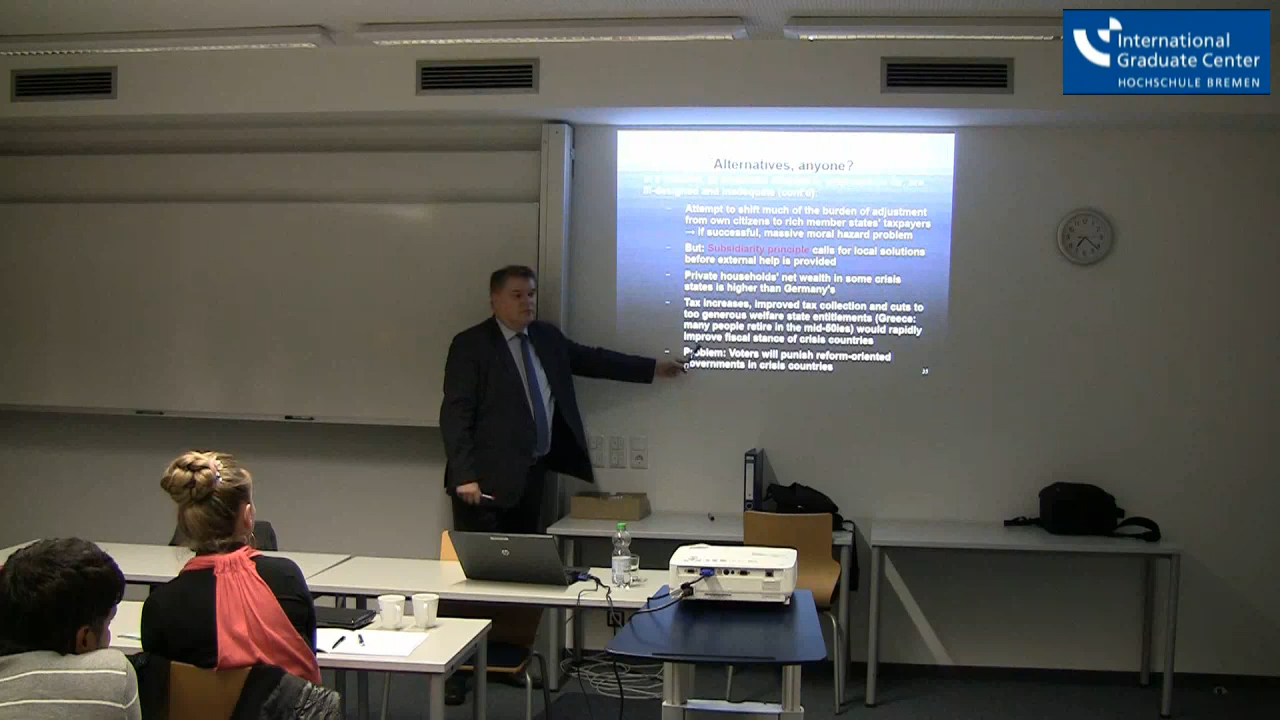 International
Graduate Center
HOCHSCHULE BREMEN
Alternatives, anyone?
ill-designed and inadequate (cont'd)
- Attempt to shift much of the burden of adjustment
from own citizens to rich member states' taxpayers
→ if successful, massive moral hazard problem
- But: Subsidiarity principle calls for local solutions
before external help is provided
- Private households' net wealth in some crisis
states is higher than Germany's
- Tax increases, improved tax collection and cuts to
too generous welfare state entitlements (Greece:
many people retire in the mid-50ies) would rapidly
improve fiscal stance of crisis countries
- Problem: Voters will punish reform-oriented
governments in crisis countries